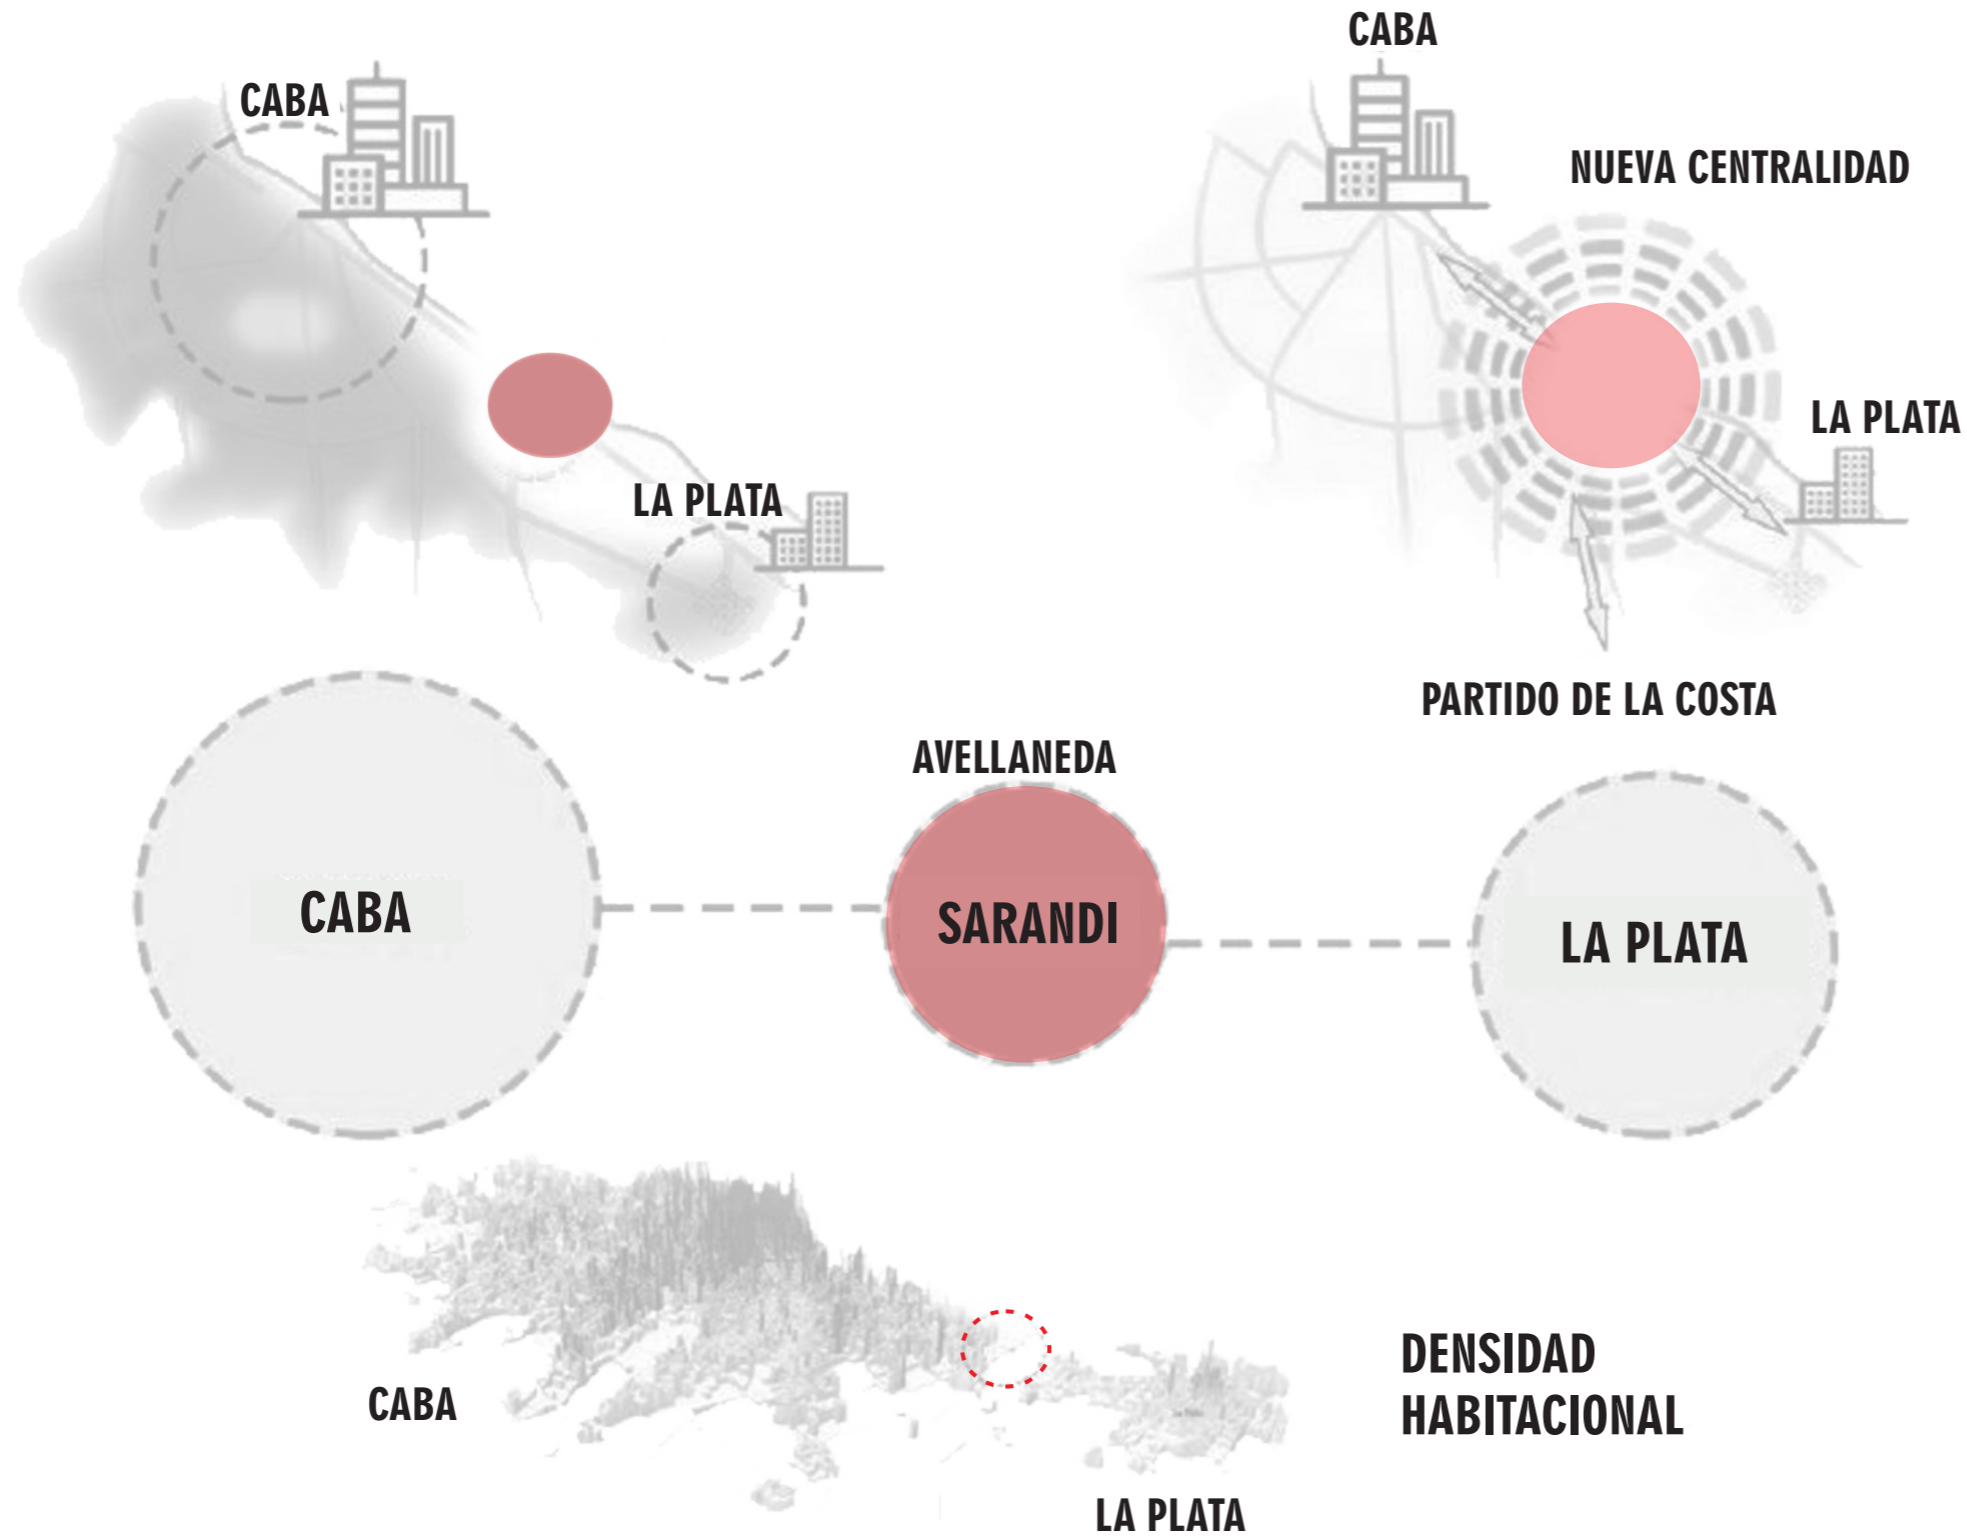 CABA
CABA
NUEVA CENTRALIDAD
LA PLATA
LA PLATA
PARTIDO DE LA COSTA
AVELLANEDA
CABA
SARANDI
LA PLATA
DENSIDAD
HABITACIONAL
CABA
LA PLATA